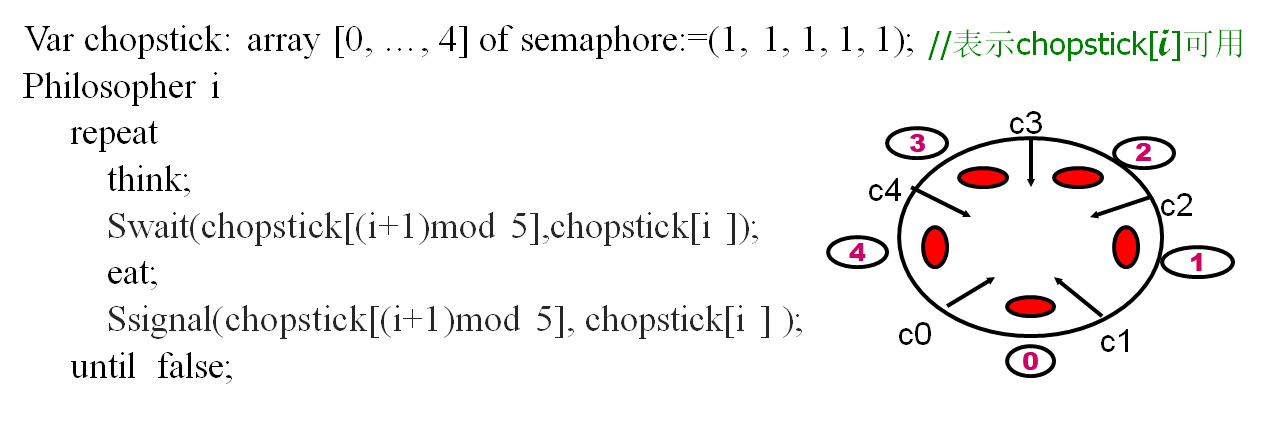 Var chopstick: array [0, …, 4] of semaphore:=(1, 1, 1, 1, 1); //表示chopstick[i]可用
Philosopher i
repeat
think;
Swait(chopstick[(i+1)mod 5],chopstick[i ]);
eat;
Ssignal(chopstick[(i+1)mod 5], chopstick[i ] );
until false;
c3
3
2
c4
c2
4
1
c0
c1
0